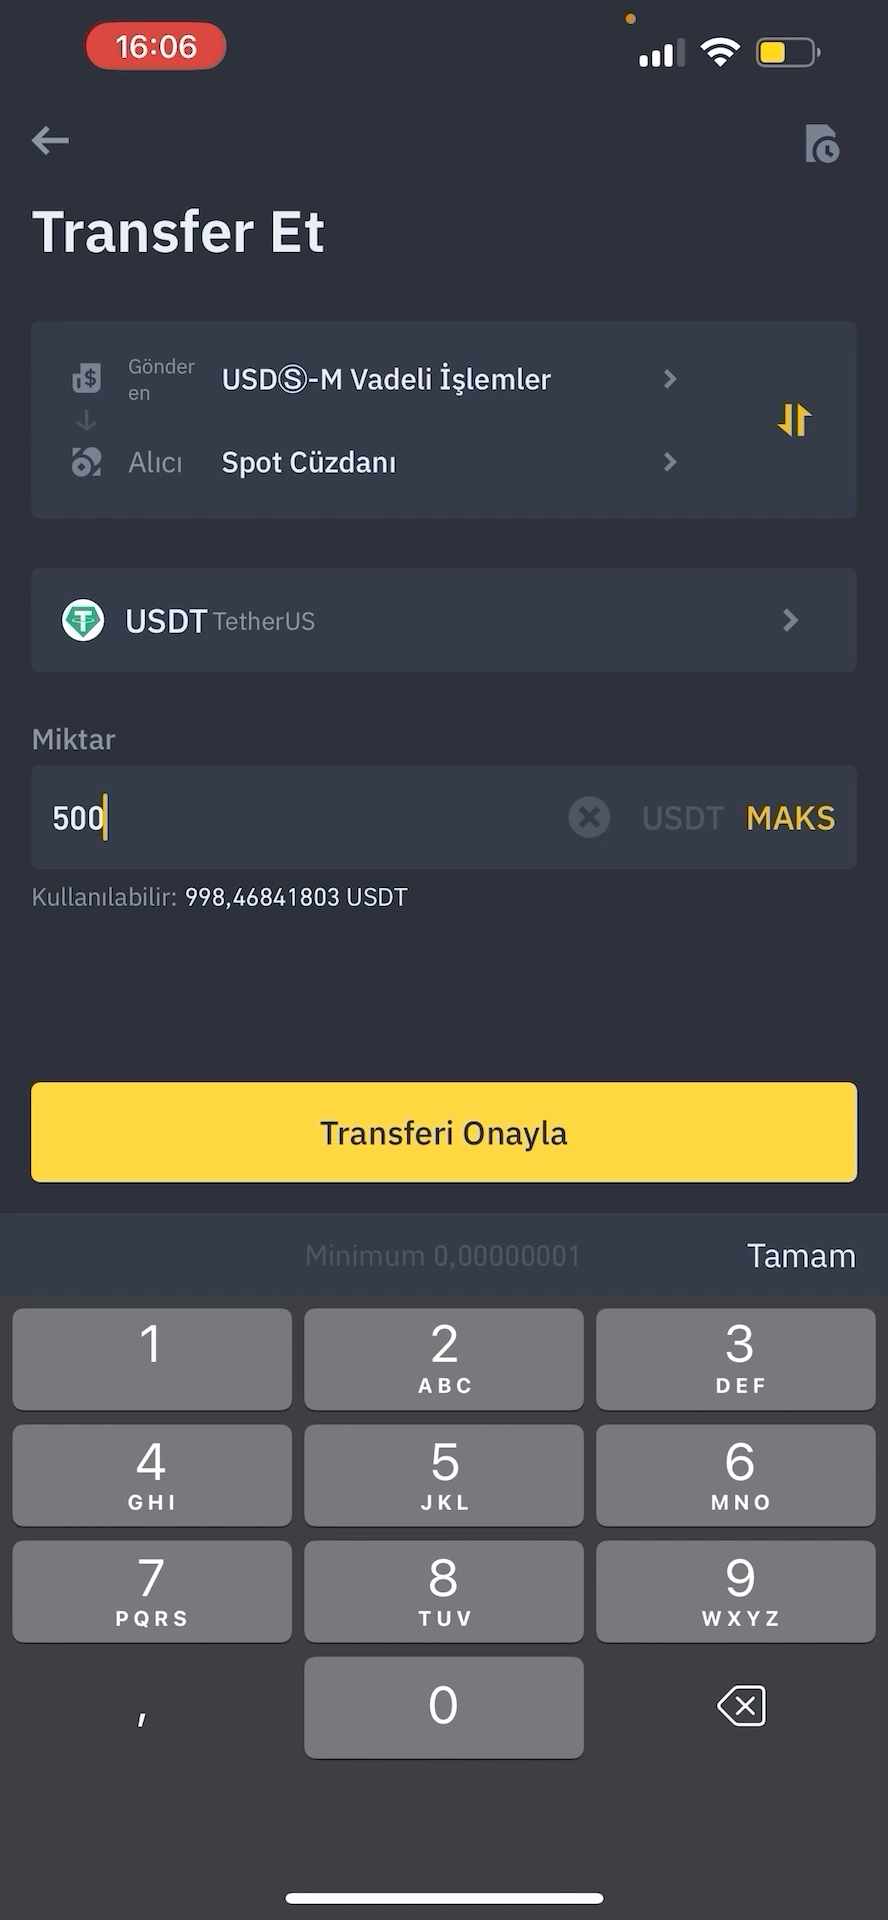 16:06
Transfer Et
Gönder
en
USDⓈ-M Vadeli İşlemler
Alıcı
Spot Cüzdanı
USDT TetherUS
Miktar
500
USDT MAKS
Kullanılabilir: 998,46841803 USDT
Transferi Onayla
Minimum 0,00000001
Tamam
1
2
ABC
3
DEF
4
GHI
5
JKL
6
MNO
7
PQRS
8
TUV
9
WXYZ
,
0